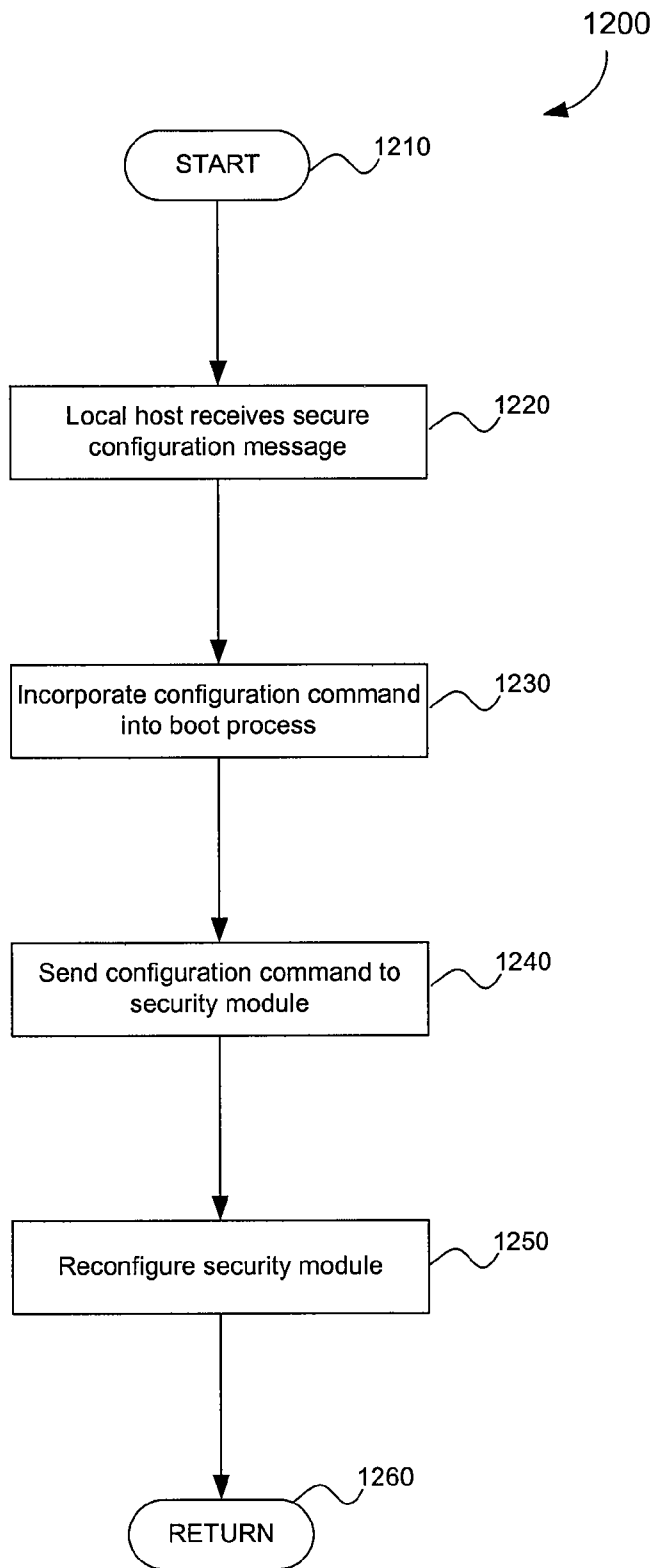 1200
START
1210
Local host receives secure
configuration message
1220
Incorporate configuration command
into boot process
1230
Send configuration command to
security module
1240
Reconfigure security module
1250
RETURN
1260